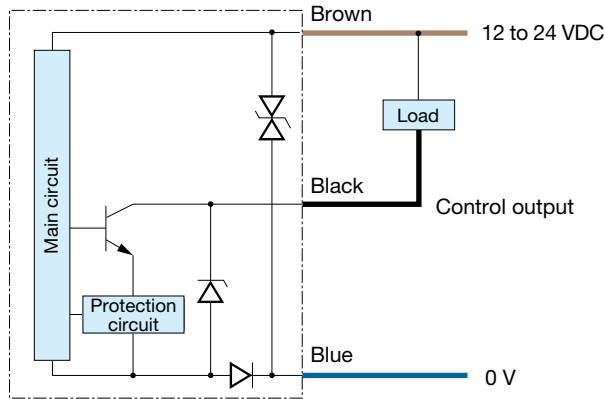 Brown
12 to 24 VDC
Load
Main circuit
Black
Control output
Protection
circuit
Blue
0 V